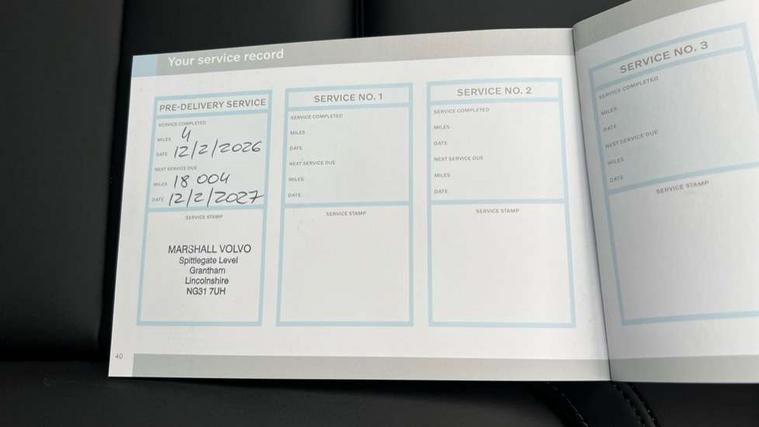 Your service record
PRE-DELIVERY SERVICE
SERVICE COMPLETED
MILES 4
DATE 12/2/2026
NEXT SERVICE DUE
MILES 18 004
DATE 12/2/2027
SERVICE STAMP
MARSHALL VOLVO
Spittlegate Level
Grantham
Lincolnshire
NG31 7UH
SERVICE NO. 1
SERVICE COMPLETED
MILES
DATE
NEXT SERVICE DUE
MILES
DATE
SERVICE STAMP
SERVICE NO. 2
SERVICE COMPLETED
MILES
DATE
NEXT SERVICE DUE
MILES
DATE
SERVICE STAMP
SERVICE NO. 3
SERVICE COMPLETED
MILES
DATE
NEXT SERVICE DUE
MILES
DATE
SERVICE STAMP
40